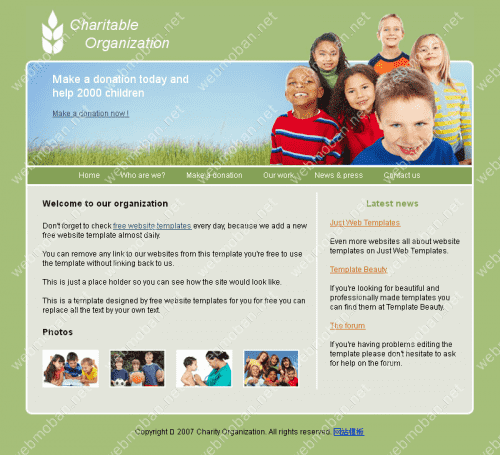 Charitable
Organization
Make a donation today and
help 2000 children
Make a donation now!
Home Who are we? Make a donation Our work News & press Contact us
Welcome to our organization
Don't forget to check free website templates every day, because we add a new
free website template almost daily.
You can remove any link to our websites from this template you're free to use
the template without linking back to us.
This is just a place holder so you can see how the site would look like.
This is a template designed by free website templates for you for free you can
replace all the text by your own text.
Photos
Latest news
Just Web Templates
Even more websites all about website
templates on Just Web Templates.
Template Beauty
If you're looking for beautiful and
professionally made templates you
can find them at Template Beauty.
The forum
If you're having problems editing the
template please don't hesitate to ask
for help on the forum.
Copyright © 2007 Charity Organization. All rights reserved. 网站模板
webmoban.net